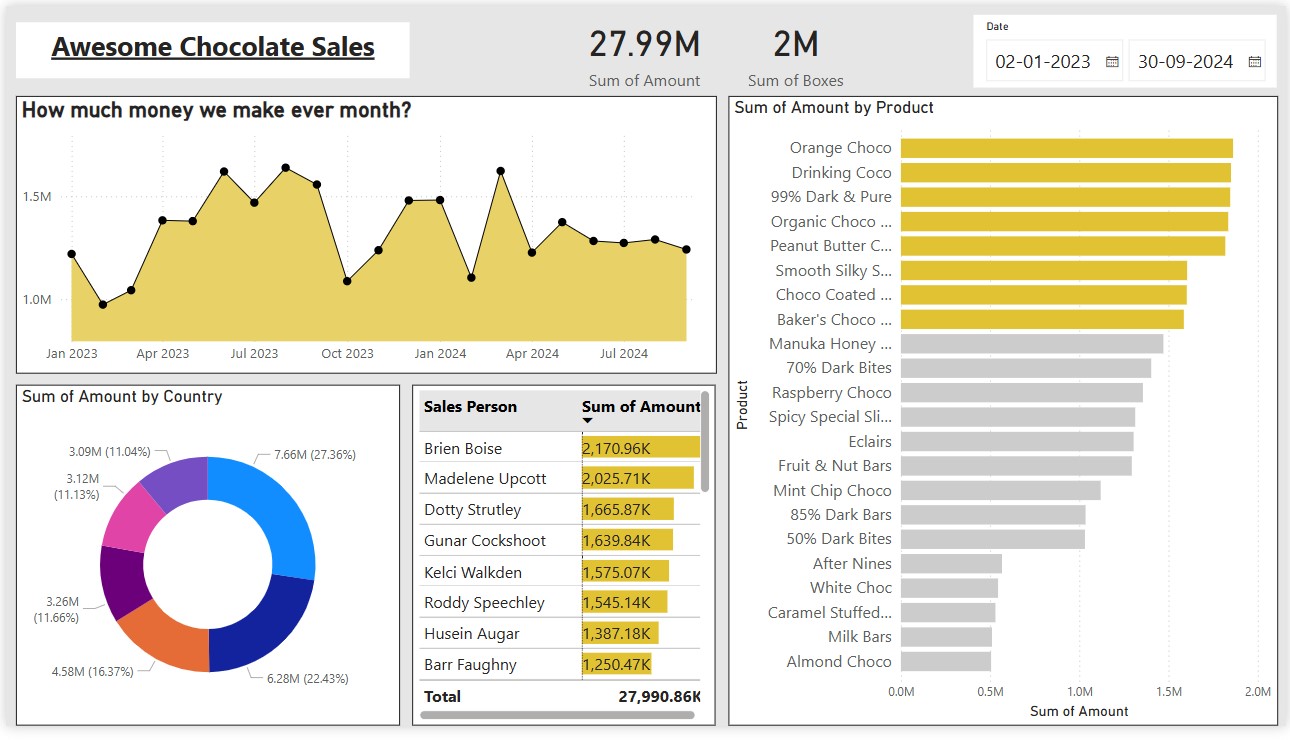 Awesome Chocolate Sales
27.99M
Sum of Amount
2M
Sum of Boxes
Date
02-01-2023
30-09-2024
How much money we make ever month?
1.5M
1.0M
Jan 2023
Apr 2023
Jul 2023
Oct 2023
Jan 2024
Apr 2024
Jul 2024
Sum of Amount by Country
3.09M (11.04%)
7.66M (27.36%)
3.12M
(11.13%)
3.26M
(11.66%)
4.58M (16.37%)
6.28M (22.43%)
Sales Person Sum of Amount
Brien Boise 2,170.96K
Madelene Upcott 2,025.71K
Dotty Strutley 1,665.87K
Gunar Cockshoot 1,639.84K
Kelci Walkden 1,575.07K
Roddy Speechley 1,545.14K
Husein Augar 1,387.18K
Barr Faughny 1,250.47K
Total 27,990.86K
Sum of Amount by Product
Product
Orange Choco
Drinking Coco
99% Dark & Pure
Organic Choco ...
Peanut Butter C...
Smooth Silky S...
Choco Coated ...
Baker's Choco ...
Manuka Honey ...
70% Dark Bites
Raspberry Choco
Spicy Special Sli...
Eclairs
Fruit & Nut Bars
Mint Chip Choco
85% Dark Bars
50% Dark Bites
After Nines
White Choc
Caramel Stuffed...
Milk Bars
Almond Choco
0.0M
0.5M
1.0M
1.5M
2.0M
Sum of Amount